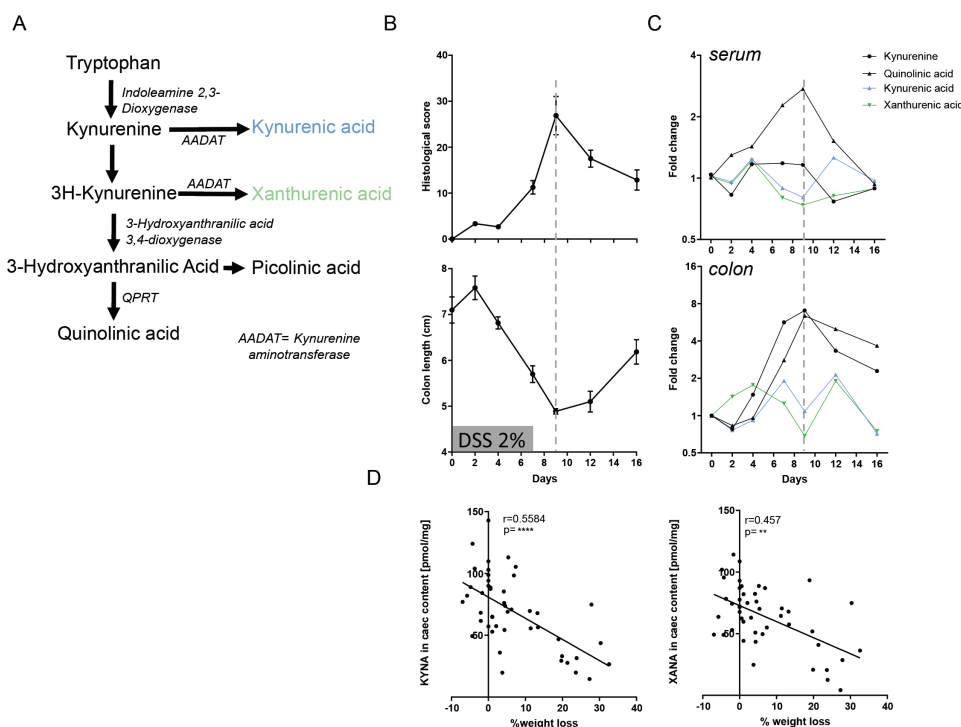 A
Tryptophan
Indoleamine 2,3-
Dioxygenase
Kynurenine
AADAT
Kynurenic acid
3H-Kynurenine
AADAT
Xanthurenic acid
3-Hydroxyanthranilic acid
3,4-dioxygenase
3-Hydroxyanthranilic Acid
Picolinic acid
QPRT
Quinolinic acid
AADAT= Kynurenine
aminotransferase
B
Histological score
40
30
20
10
0
Colon length (cm)
8
7
6
5
4
DSS 2%
0 2 4 6 8 10 12 14 16
Days
C
serum
Kynurenine
Quinolinic acid
Kynurenic acid
Xanthurenic acid
Fold change
4
2
1
0.5
0 2 4 6 8 10 12 14 16
colon
Fold change
16
8
4
2
1
0.5
0 2 4 6 8 10 12 14 16
Days
D
KYNA in caec content [pmol/mg]
150
100
50
r=0.5584
p= ****
-10 0 10 20 30 40
%weight loss
XANA in caec content [pmol/mg]
150
100
50
r=0.457
p= **
-10 0 10 20 30 40
% weight loss